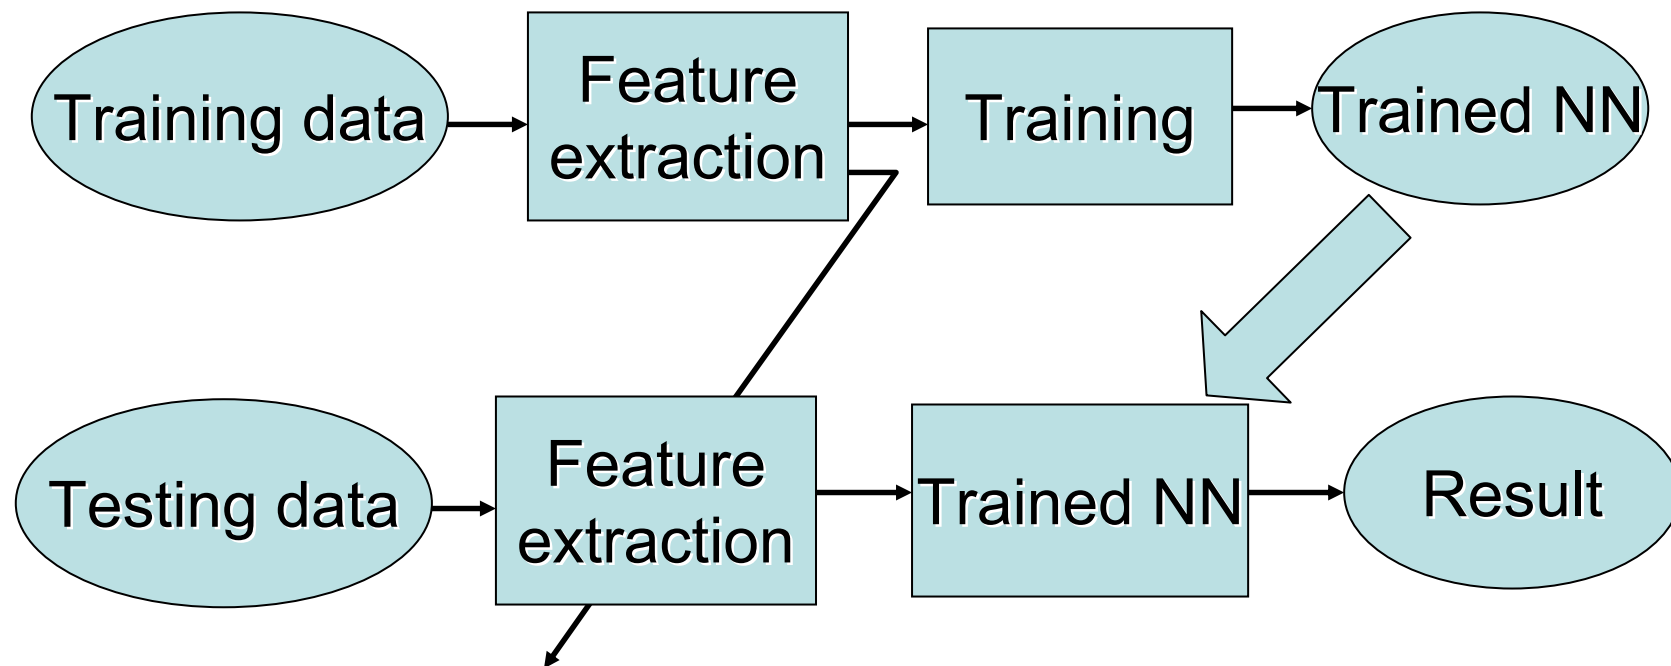 Training data
Feature
extraction
Training
Trained NN
Testing data
Feature
extraction
Trained NN
Result